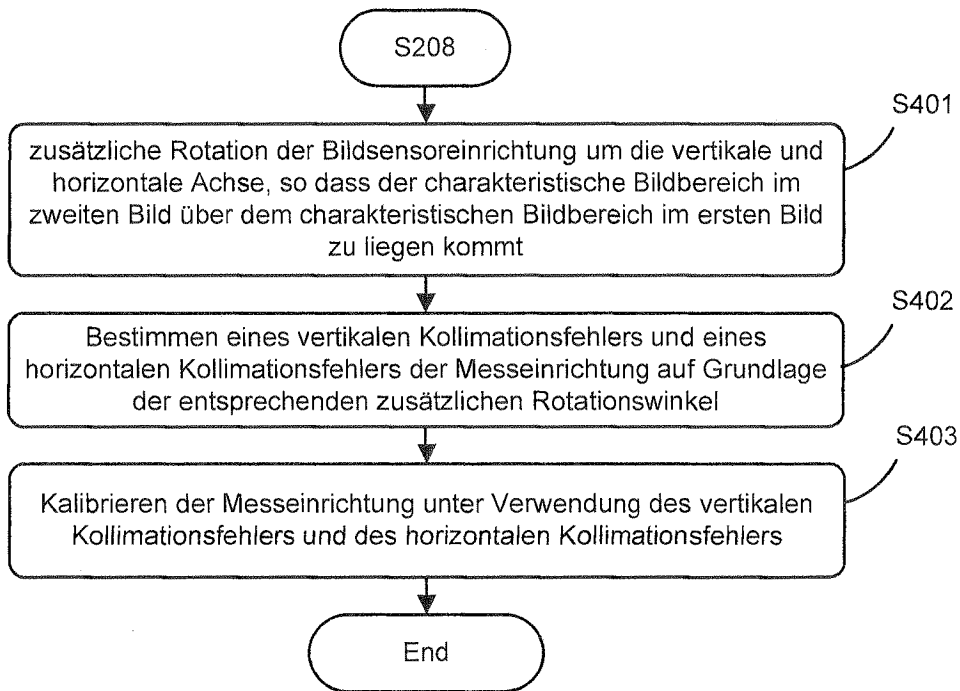 S208
S401
zusätzliche Rotation der Bildsensoreinrichtung um die vertikale und
horizontale Achse, so dass der charakteristische Bildbereich im
zweiten Bild über dem charakteristischen Bildbereich im ersten Bild
zu liegen kommt
S402
Bestimmen eines vertikalen Kollimationsfehlers und eines
horizontalen Kollimationsfehlers der Messeinrichtung auf Grundlage
der entsprechenden zusätzlichen Rotationswinkel
S403
Kalibrieren der Messeinrichtung unter Verwendung des vertikalen
Kollimationsfehlers und des horizontalen Kollimationsfehlers
End